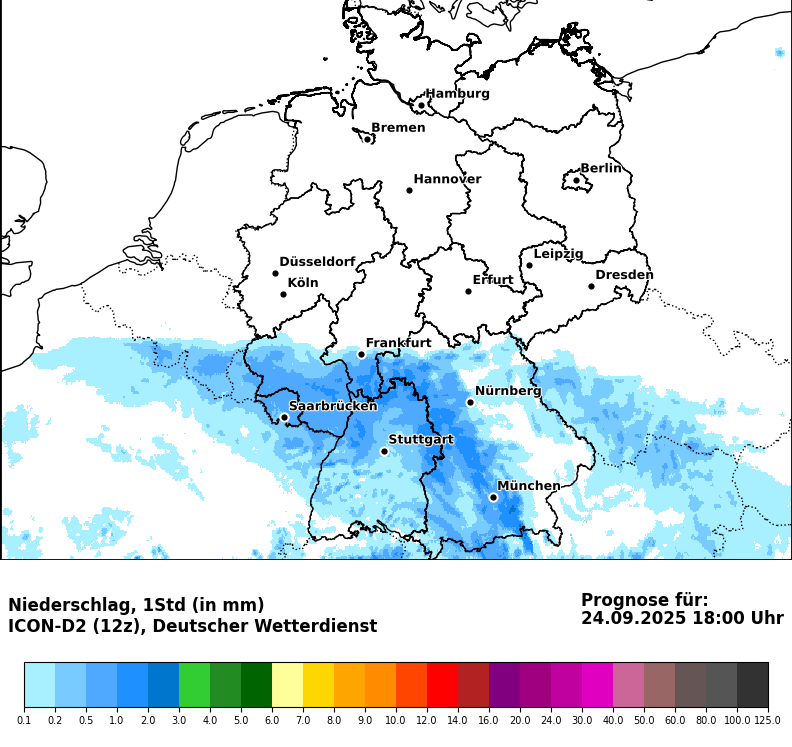 Hamburg
Bremen
Berlin
Hannover
Leipzig
Düsseldorf
Dresden
Köln
Erfurt
Frankfurt
Nürnberg
Saarbrücken
Stuttgart
München
Niederschlag, 1Std (in mm)
ICON-D2 (12z), Deutscher Wetterdienst
Prognose für:
24.09.2025 18:00 Uhr
0.1 0.2 0.5 1.0 2.0 3.0 4.0 5.0 6.0 7.0 8.0 9.0 10.0 12.0 14.0 16.0 20.0 24.0 30.0 40.0 50.0 60.0 80.0 100.0 125.0